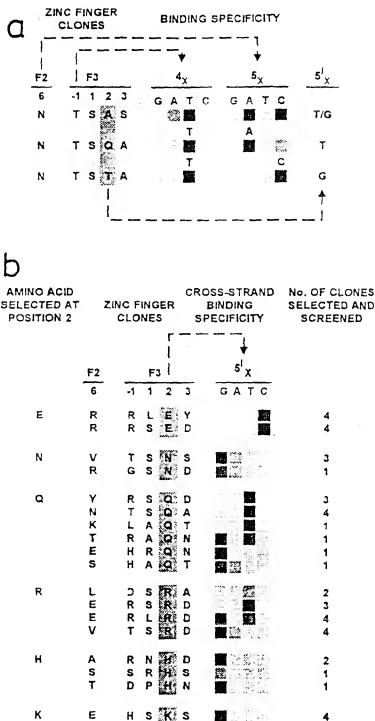 a
ZINC FINGER CLONES BINDING SPECIFICITY
F2 F3 4X 5X 5'X
6 -1 1 2 3 G A T C G A T C
N T S A S T/G
T A
N T S Q A T
T C
N T S T A G
b
AMINO ACID SELECTED AT POSITION 2 ZINC FINGER CLONES CROSS-STRAND BINDING SPECIFICITY No. OF CLONES SELECTED AND SCREENED
F2 F3 5'X
6 -1 1 2 3 G A T C
E R R L E Y 4
R R S E D 4
N V T S N S 3
R G S N D 1
Q Y R S Q D 3
N T S Q A 4
K L A Q T 1
T R A Q N 1
E H R Q N 1
S H A Q T 1
R L D S R A 2
E R S R D 3
E R L R D 4
V T S R D 4
H A R N H D 2
S S R H S 1
T D P H N 1
K E H S K S 4